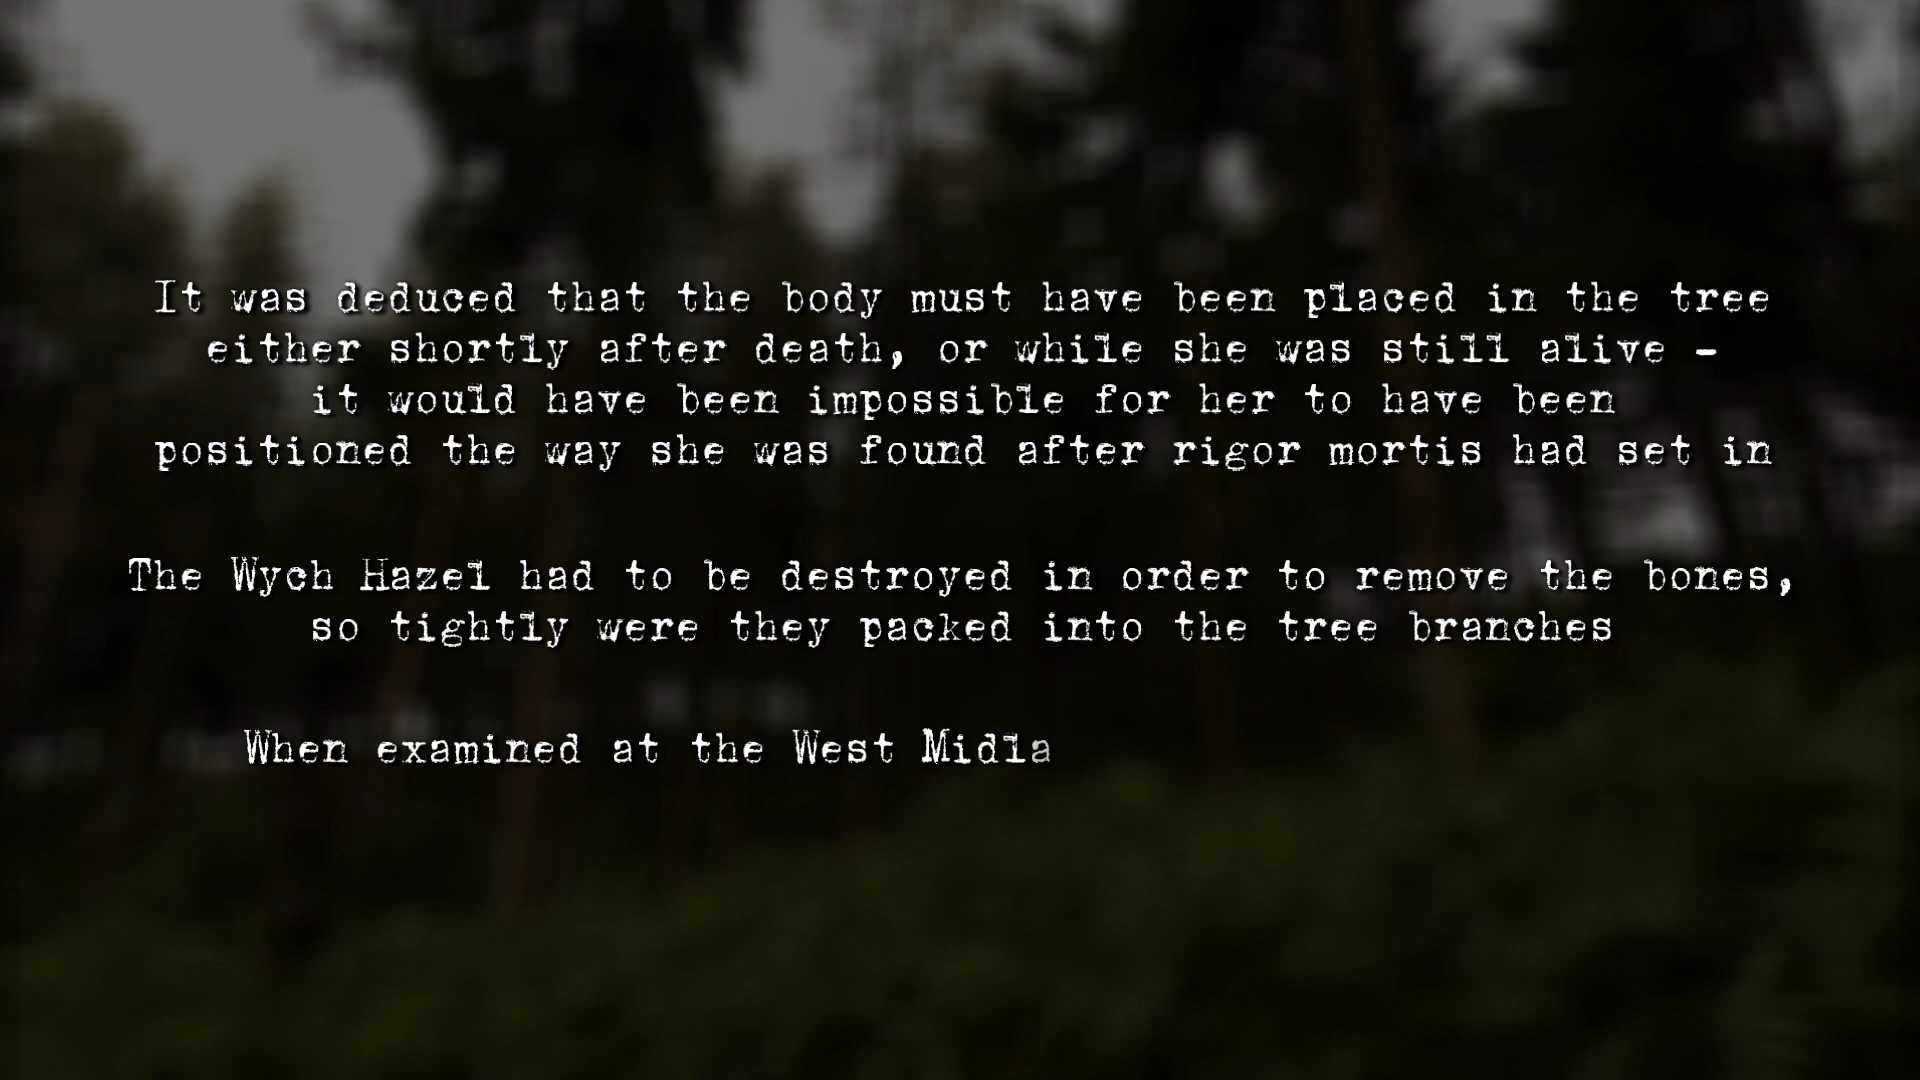 It was deduced that the body must have been placed in the tree
either shortly after death, or while she was still alive -
it would have been impossible for her to have been
positioned the way she was found after rigor mortis had set in
The Wych Hazel had to be destroyed in order to remove the bones,
so tightly were they packed into the tree branches
When examined at the West Midla